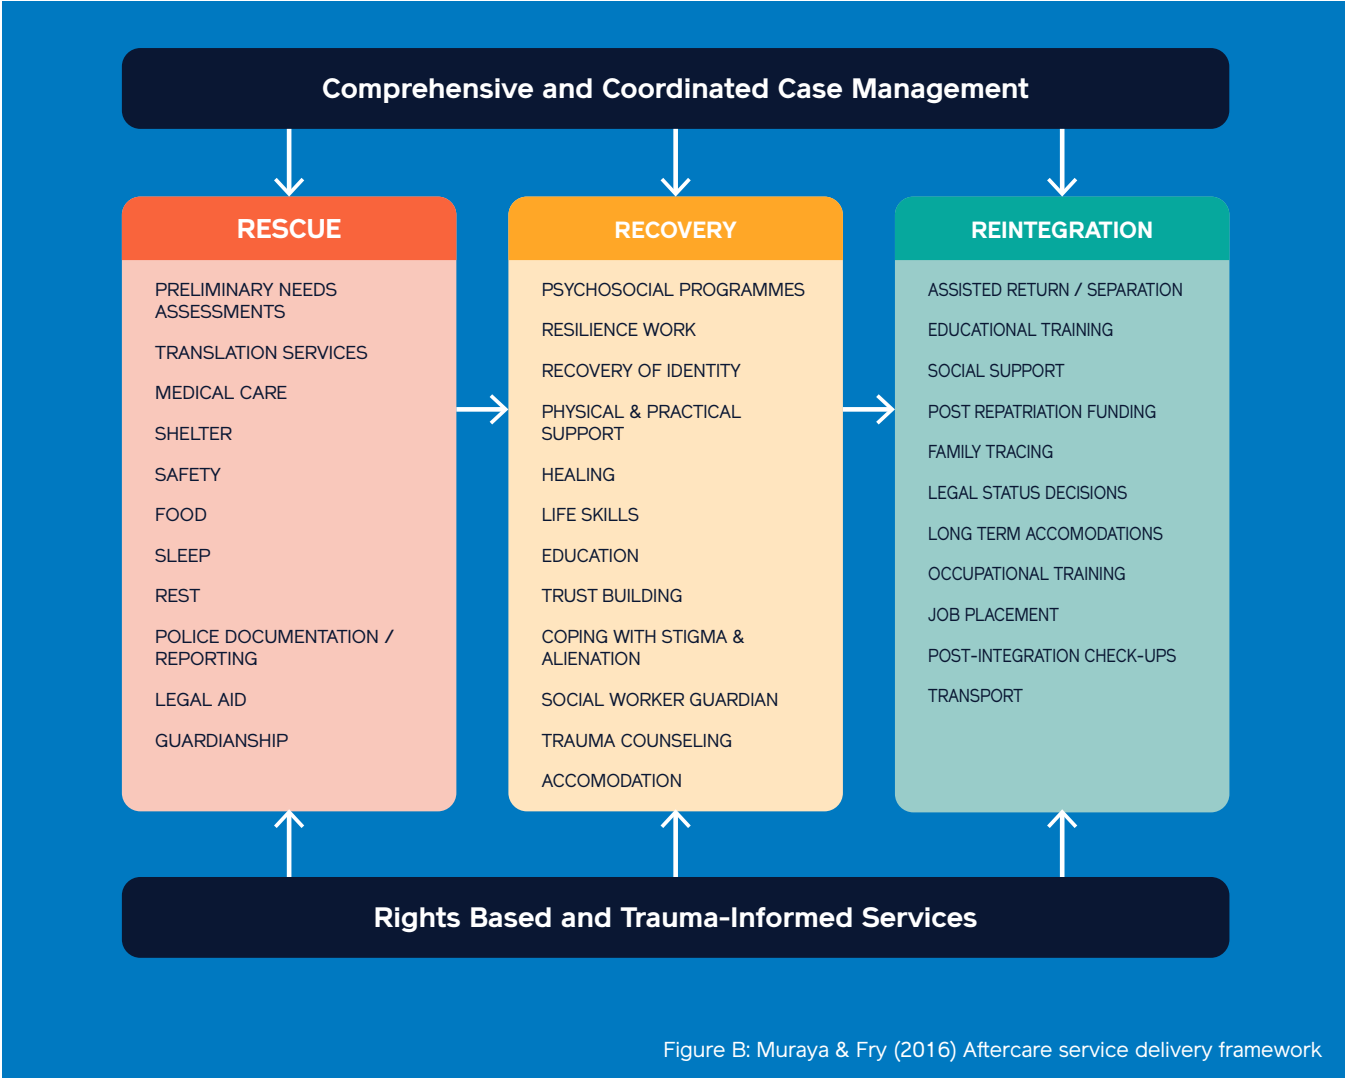 Comprehensive and Coordinated Case Management
RESCUE
PRELIMINARY NEEDS
ASSESSMENTS
TRANSLATION SERVICES
MEDICAL CARE
SHELTER
SAFETY
FOOD
SLEEP
REST
POLICE DOCUMENTATION /
REPORTING
LEGAL AID
GUARDIANSHIP
RECOVERY
PSYCHOSOCIAL PROGRAMMES
RESILIENCE WORK
RECOVERY OF IDENTITY
PHYSICAL & PRACTICAL
SUPPORT
HEALING
LIFE SKILLS
EDUCATION
TRUST BUILDING
COPING WITH STIGMA &
ALIENATION
SOCIAL WORKER GUARDIAN
TRAUMA COUNSELING
ACCOMODATION
REINTEGRATION
ASSISTED RETURN / SEPARATION
EDUCATIONAL TRAINING
SOCIAL SUPPORT
POST REPATRIATION FUNDING
FAMILY TRACING
LEGAL STATUS DECISIONS
LONG TERM ACCOMODATIONS
OCCUPATIONAL TRAINING
JOB PLACEMENT
POST-INTEGRATION CHECK-UPS
TRANSPORT
Rights Based and Trauma-Informed Services
Figure B: Muraya & Fry (2016) Aftercare service delivery framework